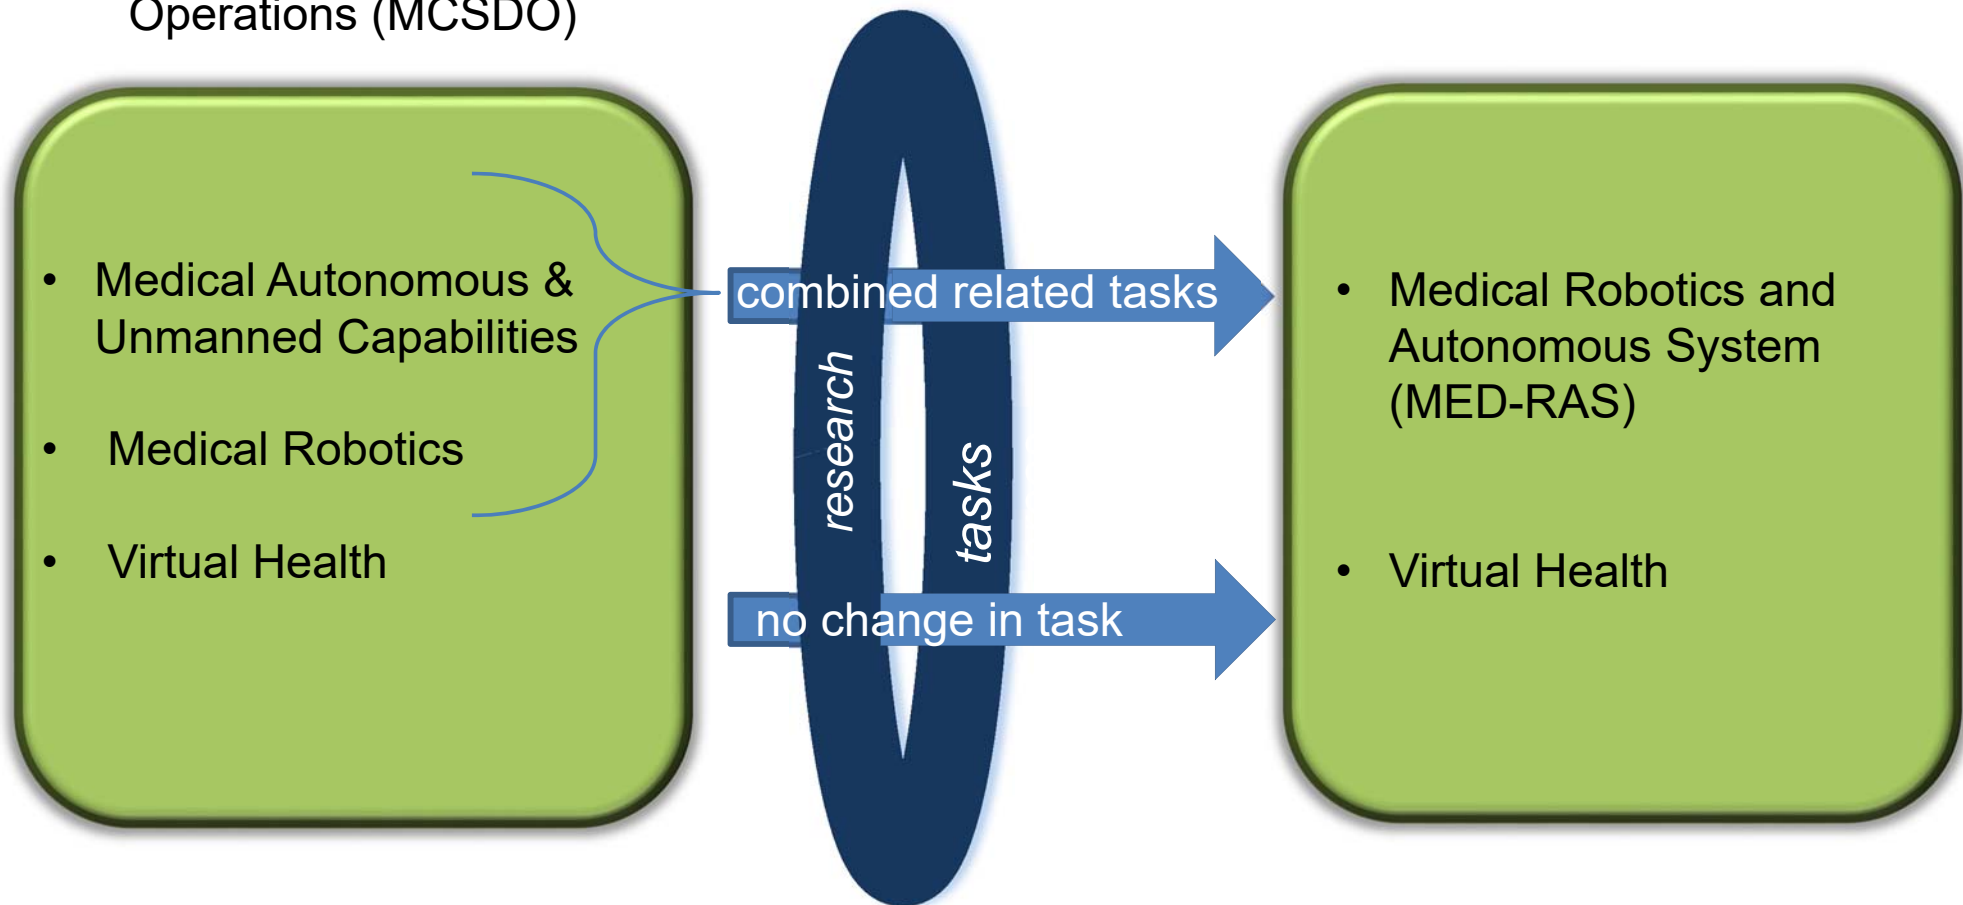 Operations (MCSDO)
• Medical Autonomous &
Unmanned Capabilities
• Medical Robotics
• Virtual Health
combined related tasks
research
tasks
no change in task
• Medical Robotics and
Autonomous System
(MED-RAS)
• Virtual Health